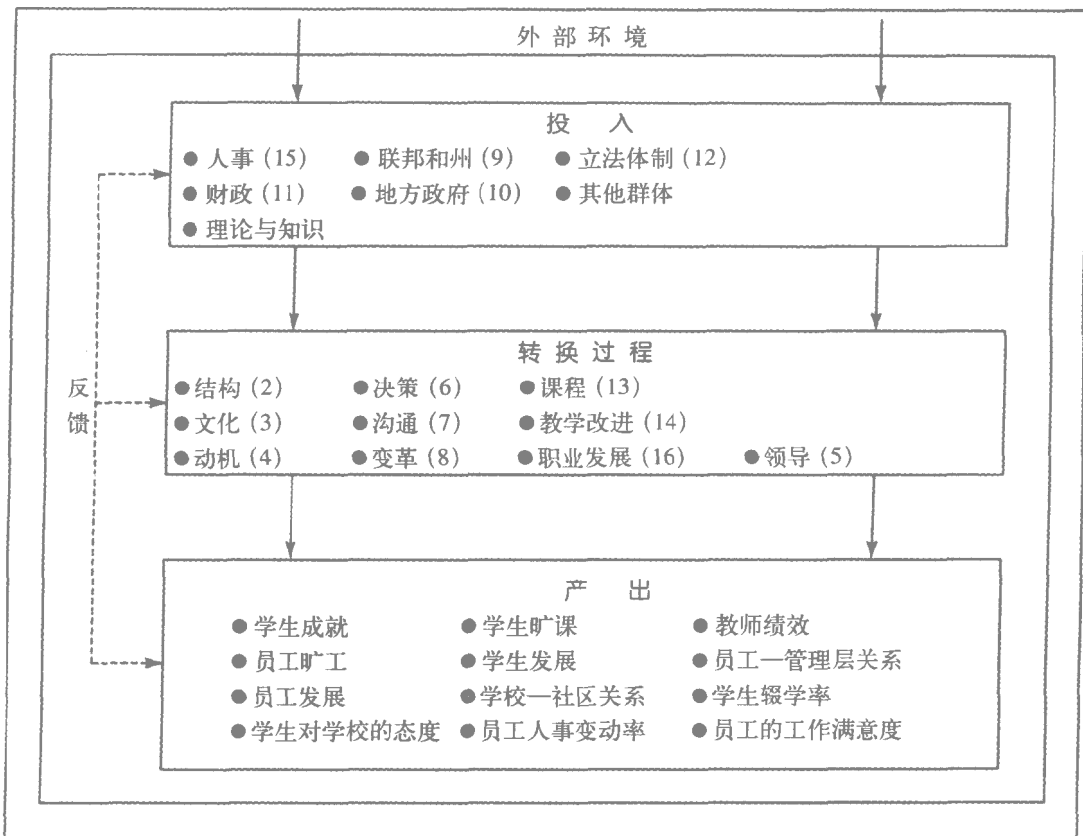 外部环境
投 入
● 人事 (15) ● 联邦和州 (9) ● 立法体制 (12)
● 财政 (11) ● 地方政府 (10) ● 其他群体
● 理论与知识
反馈
转换过程
● 结构 (2) ● 决策 (6) ● 课程 (13)
● 文化 (3) ● 沟通 (7) ● 教学改进 (14)
● 动机 (4) ● 变革 (8) ● 职业发展 (16) ● 领导 (5)
产 出
● 学生成就 ● 学生旷课 ● 教师绩效
● 员工旷工 ● 学生发展 ● 员工—管理层关系
● 员工发展 ● 学校—社区关系 ● 学生辍学率
● 学生对学校的态度 ● 员工人事变动率 ● 员工的工作满意度